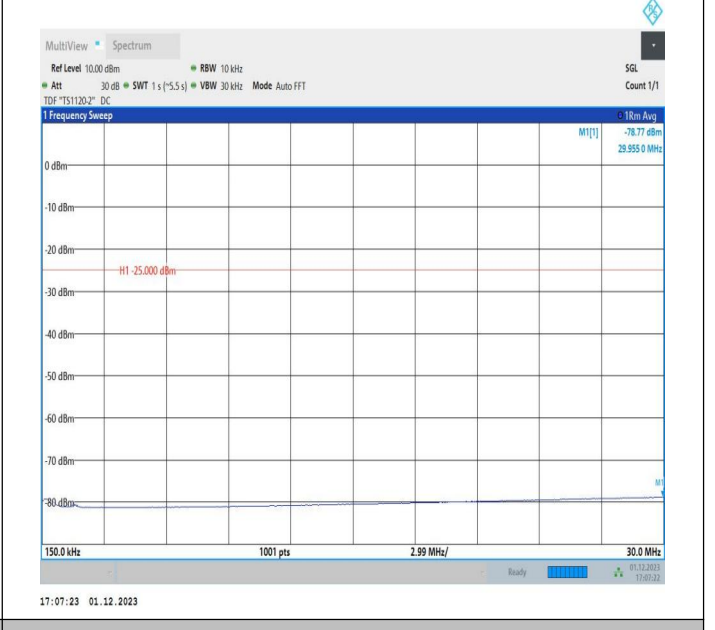 MultiView Spectrum
Ref Level 10.00 dBm RBW 10 kHz SGL
Att 30 dB SWT 1 s (~5.5 s) VBW 30 kHz Mode Auto FFT Count 1/1
TDF "TS1120-2" DC
1 Frequency Sweep 1Rm Avg
M1[1] -78.77 dBm
29.955 0 MHz
0 dBm
-10 dBm
-20 dBm
H1 -25.000 dBm
-30 dBm
-40 dBm
-50 dBm
-60 dBm
-70 dBm
M1
-80 dBm
150.0 kHz 1001 pts 2.99 MHz/ 30.0 MHz
Ready 01.12.2023
17:07:22
17:07:23 01.12.2023